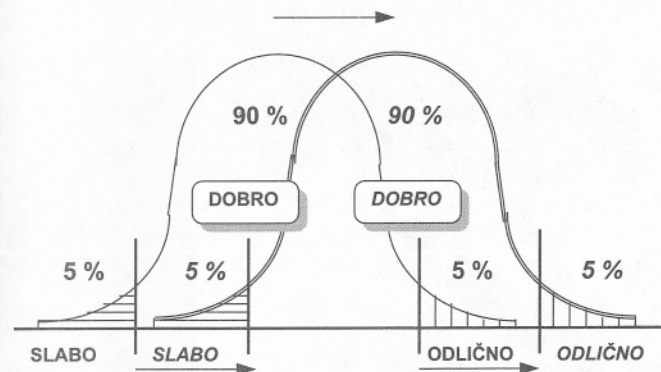 90 % 90 %
DOBRO DOBRO
5 % 5 % 5 % 5 %
SLABO SLABO ODLIČNO ODLIČNO